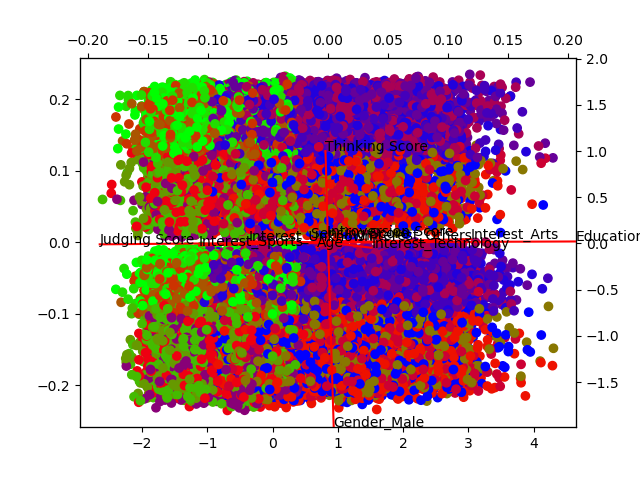 −0.20 −0.15 −0.10 −0.05 0.00 0.05 0.10 0.15 0.20
2.0
0.2
1.5
Thinking Score
1.0
0.1
0.5
Judging Score
Interest_Sports
Age
Interest_Others
Interest_Technology
Interest_Arts
Education
0.0
0.0
−0.5
−0.1
−1.0
−0.2
−1.5
Gender_Male
−2 −1 0 1 2 3 4